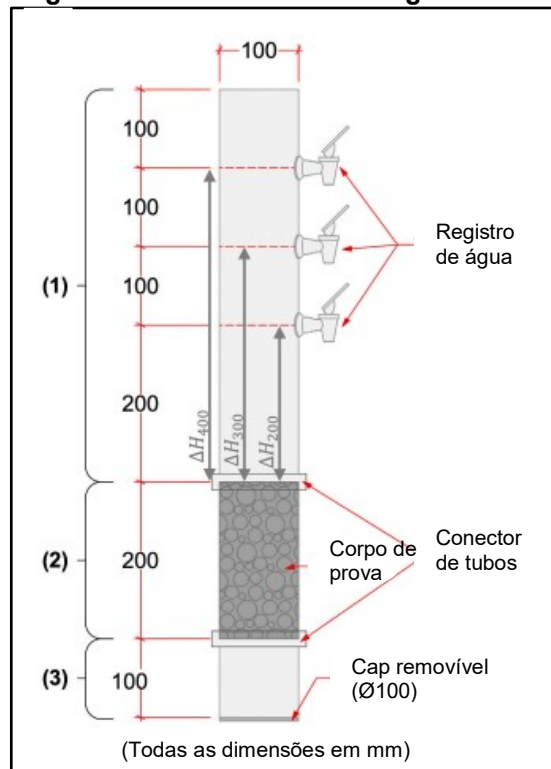 100
100
100
100
200
(1)
ΔH400
ΔH300
ΔH200
Registro
de água
(2)
200
Corpo de
prova
Conector
de tubos
(3)
100
Cap removível
(Ø100)
(Todas as dimensões em mm)